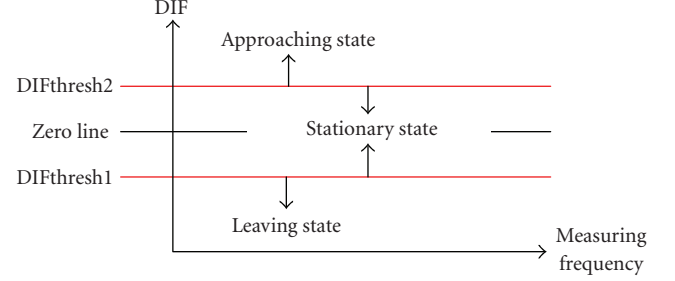 DIF
Approaching state
DIFthresh2
Zero line
Stationary state
DIFthresh1
Leaving state
Measuring
frequency